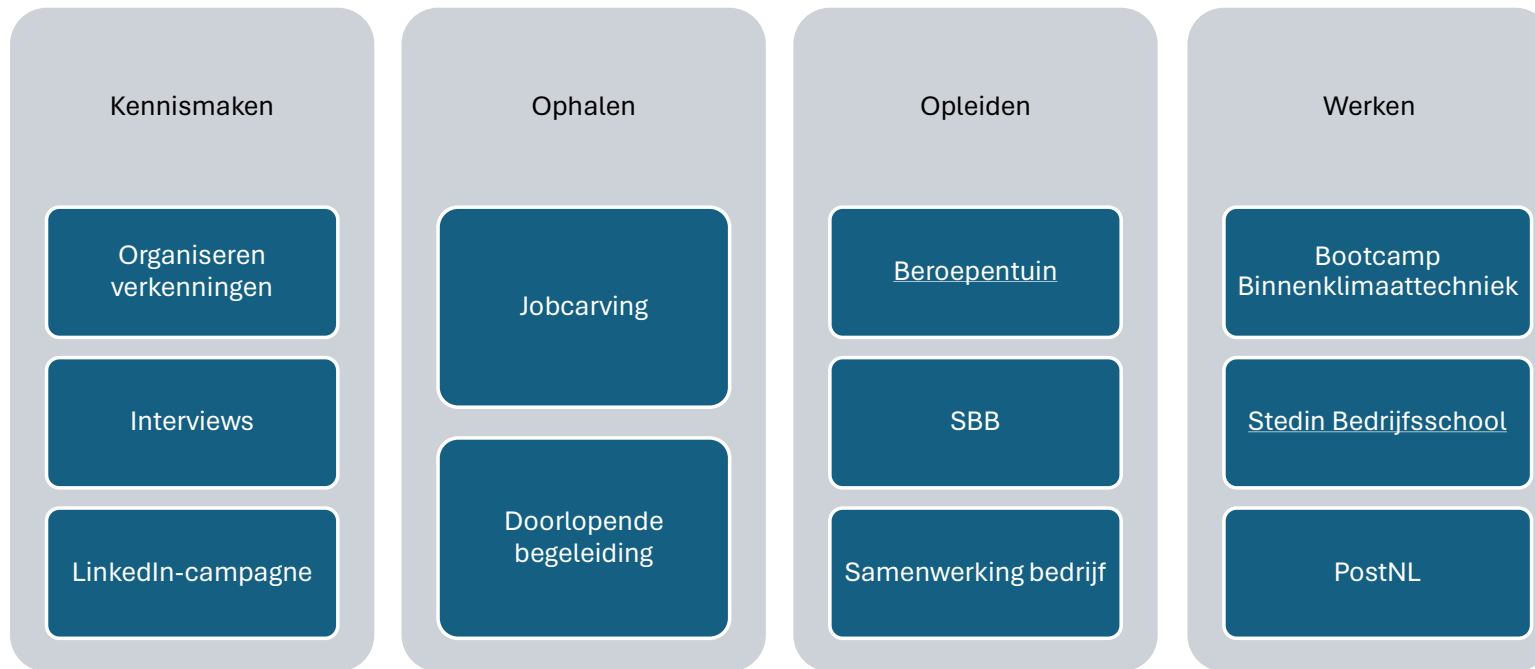 Kennismaken
Organiseren
verkenningen
Interviews
LinkedIn-campagne
Ophalen
Jobcarving
Doorlopende
begeleiding
Opleiden
Beroepentuin
SBB
Samenwerking bedrijf
Werken
Bootcamp
Binnenklimaattechniek
Stedin Bedrijfsschool
PostNL